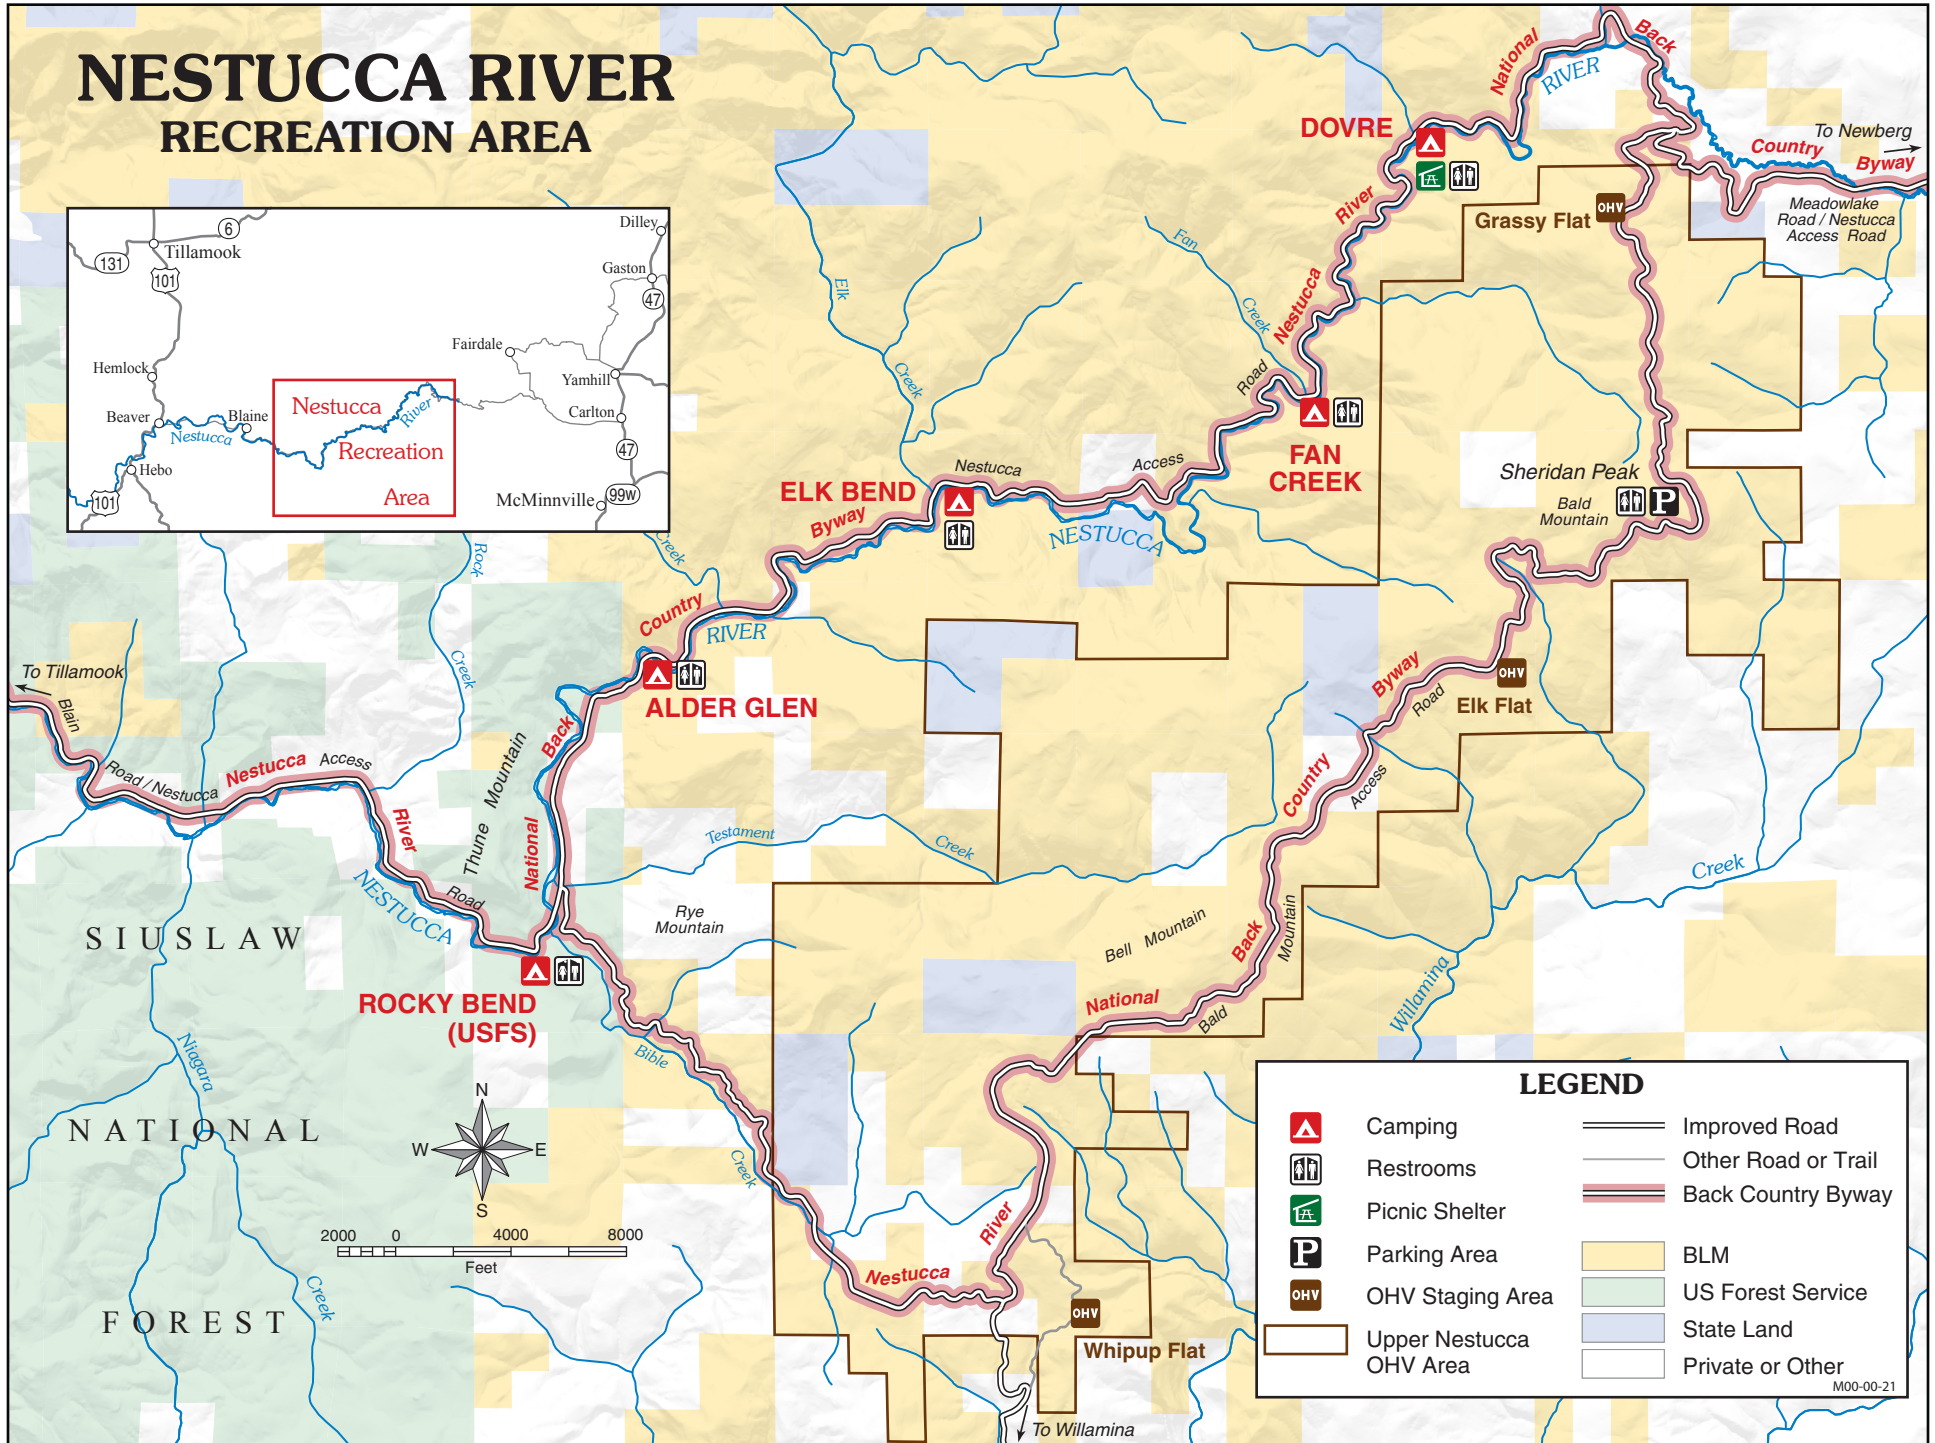 NESTUCCA RIVER
RECREATION AREA
6
Dilley
Tillamook
131
101
Gaston
47
Fairdale
Hemlock
Yamhill
Nestucca
River
Beaver
Blaine
Carlton
Nestucca
Recreation
47
Hebo
101
Area
McMinnville
99W
National
Back
RIVER
DOVRE
To Newberg
Country
Byway
River
OHV
Grassy Flat
Meadowlake
Road / Nestucca
Access Road
Fan
Creek
Nestucca
Elk
Creek
Road
FAN
CREEK
Nestucca
Access
ELK BEND
Byway
NESTUCCA
Sheridan Peak
Bald
Mountain
P
Rock
Creek
Creek
Country
RIVER
To Tillamook
Blain
ALDER GLEN
Byway
Road
OHV
Elk Flat
Thune Mountain
Back
Road / Nestucca
Nestucca
Access
River
National
Country
Access
Testament
Creek
Creek
Road
NESTUCCA
Rye
Mountain
Bell Mountain
Back
Mountain
SIUSLAW
Willamina
ROCKY BEND
(USFS)
National
Bald
Niagara
Bible
NATIONAL
N
W
E
S
Creek
2000
0
4000
8000
Feet
River
Nestucca
Creek
FOREST
OHV
Whipup Flat
To Willamina
LEGEND
Camping
Restrooms
Picnic Shelter
P
Parking Area
OHV
OHV Staging Area
Upper Nestucca
OHV Area
Improved Road
Other Road or Trail
Back Country Byway
BLM
US Forest Service
State Land
Private or Other
M00-00-21